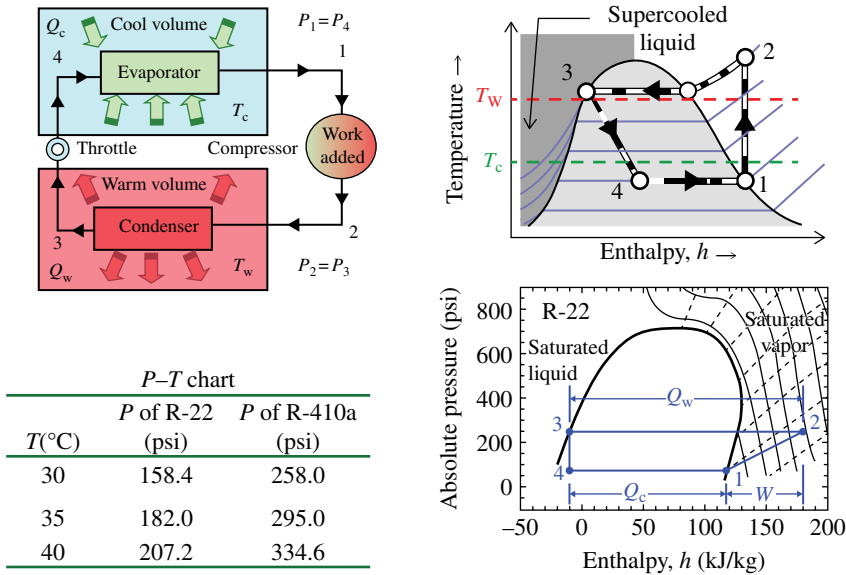 Q_c
Cool volume
P_1 = P_4
4
1
Evaporator
T_c
Throttle
Compressor
Work
added
Warm volume
Condenser
3
2
Q_w
T_w
P_2 = P_3
Supercooled
liquid
Temperature →
T_W
T_c
3
2
4
1
Enthalpy, h →
P–T chart
T(°C)
P of R-22
(psi)
P of R-410a
(psi)
30 158.4 258.0
35 182.0 295.0
40 207.2 334.6
Absolute pressure (psi)
800
600
400
200
0
R-22
Saturated
liquid
Saturated
vapor
Q_w
3
2
4
1
Q_c
W
−50 0 50 100 150 200
Enthalpy, h (kJ/kg)